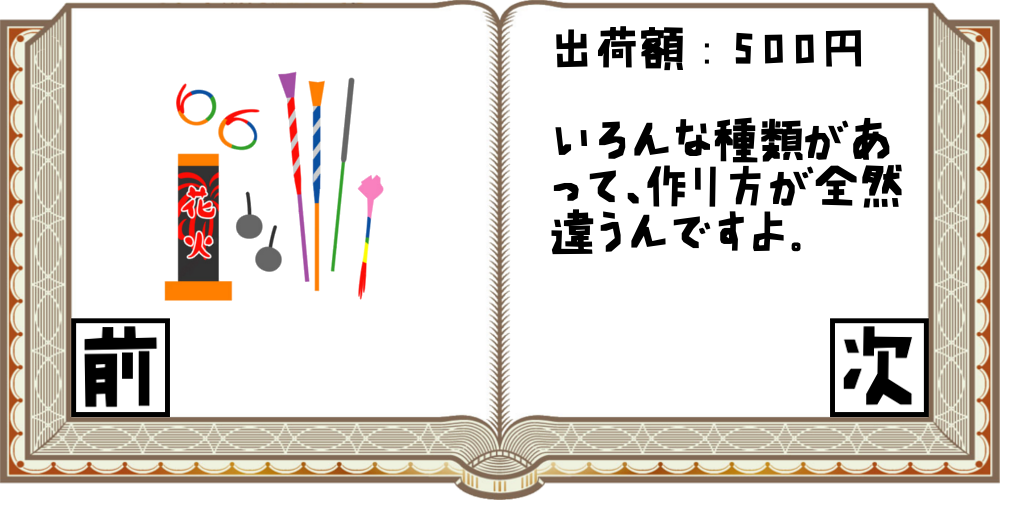 花火
前
出荷額：500円
いろんな種類があ
って、作り方が全然
違うんですよ。
次